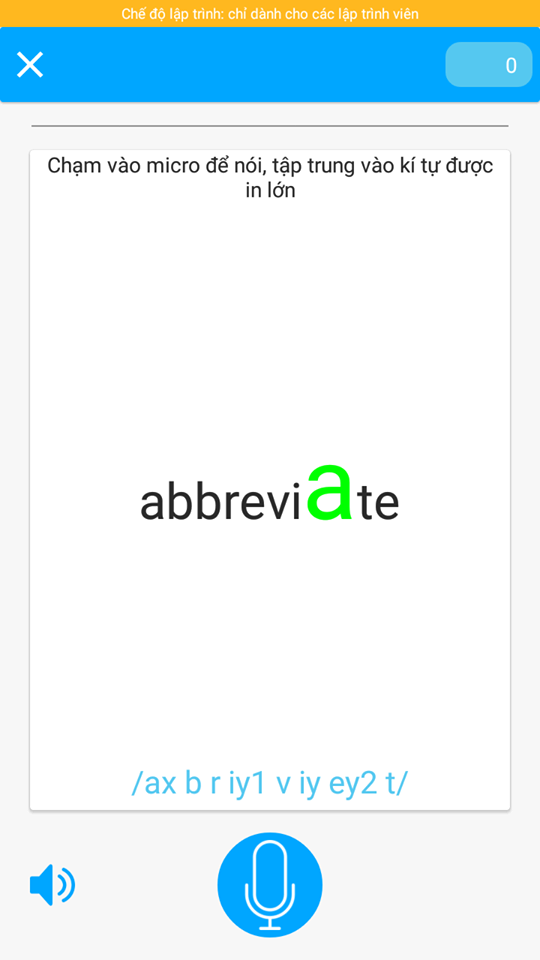 Chế độ lập trình: chỉ dành cho các lập trình viên
0
Chạm vào micro để nói, tập trung vào kí tự được
in lớn
abbreviate
/ax b r iy1 v iy ey2 t/